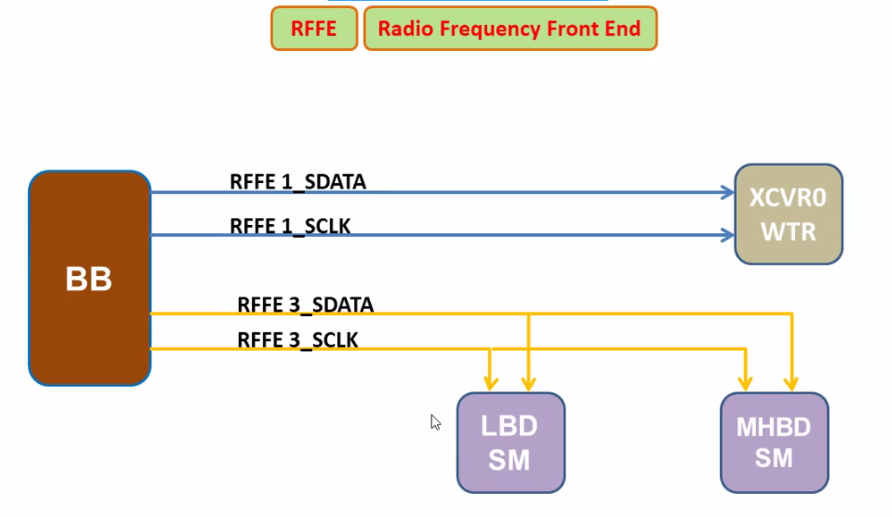 RFFE
Radio Frequency Front End
RFFE 1_SDATA
RFFE 1_SCLK
XCVR0
WTR
BB
RFFE 3_SDATA
RFFE 3_SCLK
LBD
SM
MHBD
SM